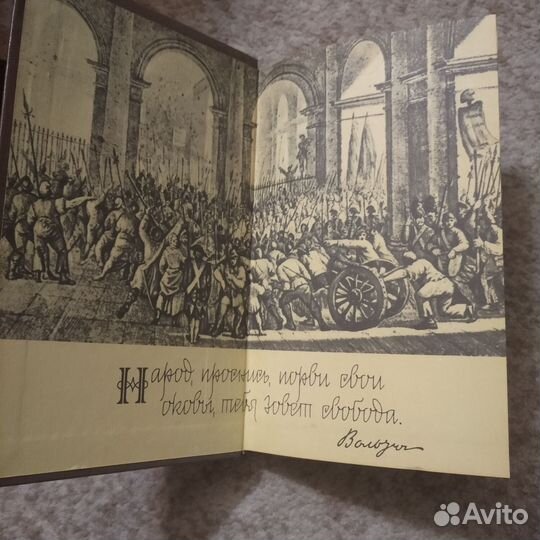 Народ, проснись, порви свои
оковы, тебя зовет свобода.
Вольтер
Avito